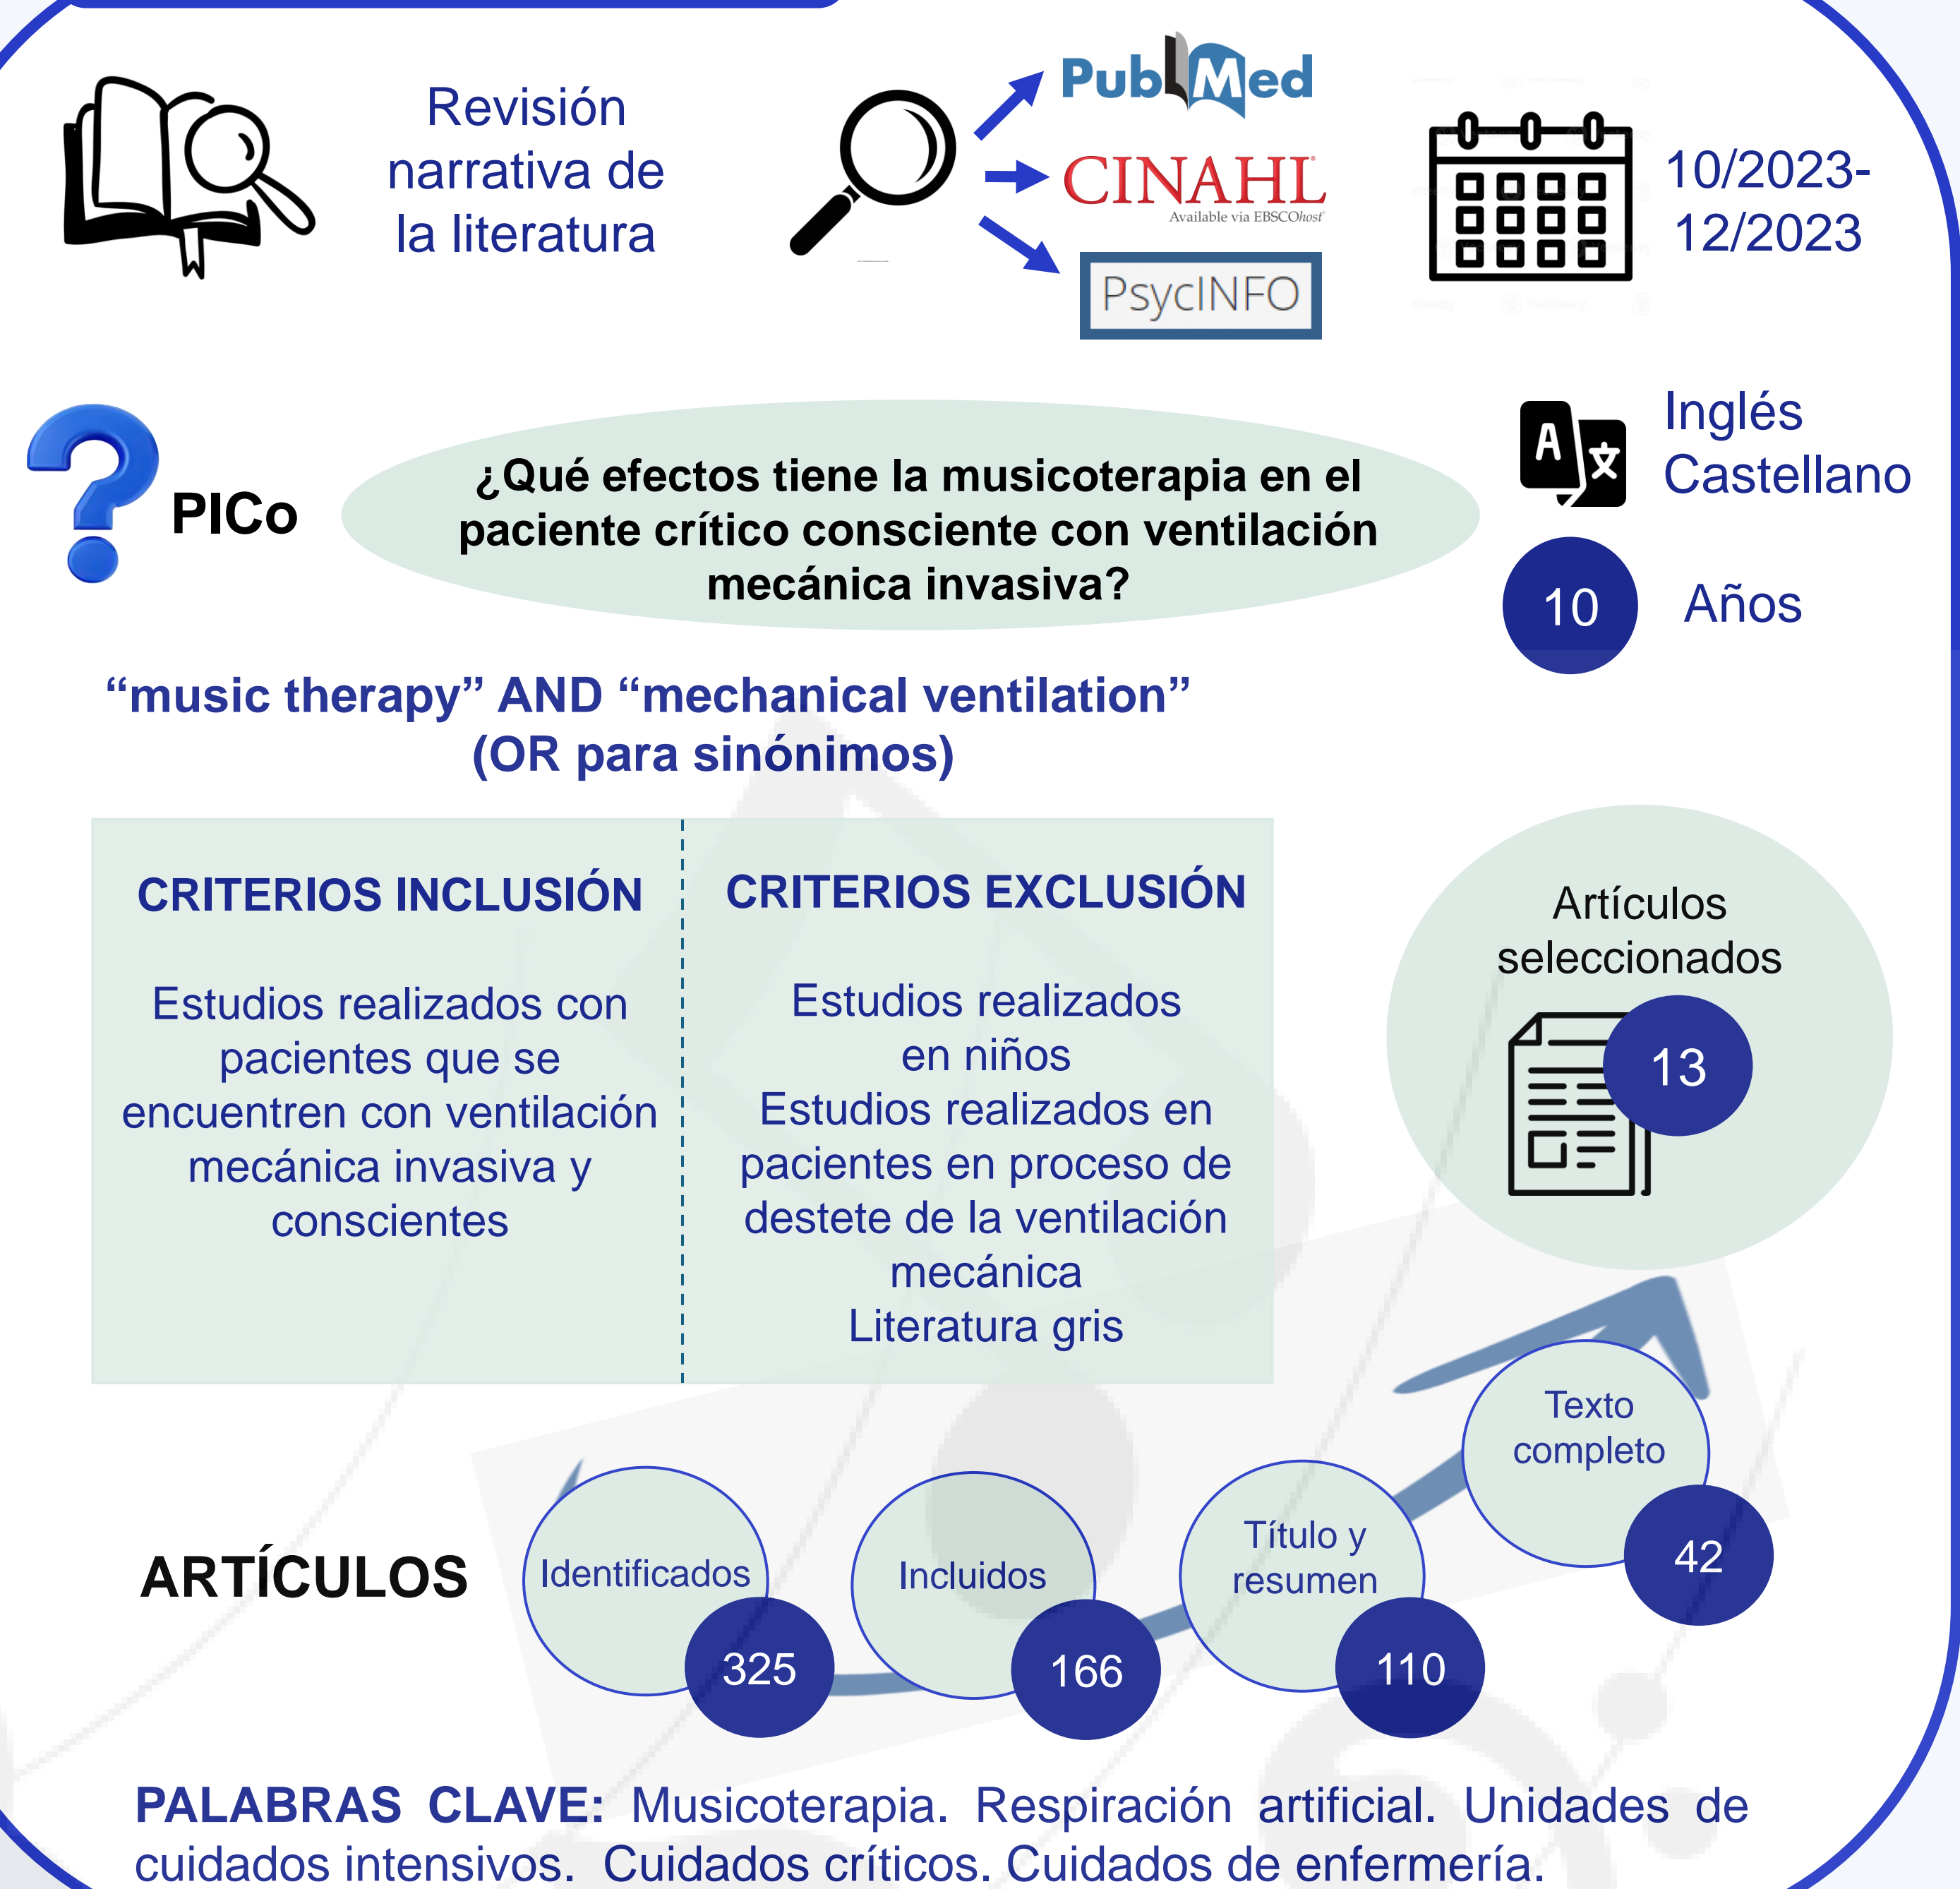 Revisión
narrativa de
la literatura
PubMed
CINAHL
Available via EBSCOhost
PsycINFO
10/2023-
12/2023
PICo
¿Qué efectos tiene la musicoterapia en el
paciente crítico consciente con ventilación
mecánica invasiva?
Inglés
Castellano
10
Años
“music therapy” AND “mechanical ventilation”
(OR para sinónimos)
CRITERIOS INCLUSIÓN
Estudios realizados con
pacientes que se
encuentren con ventilación
mecánica invasiva y
conscientes
CRITERIOS EXCLUSIÓN
Estudios realizados
en niños
Estudios realizados en
pacientes en proceso de
destete de la ventilación
mecánica
Literatura gris
Artículos
seleccionados
13
ARTÍCULOS
Identificados
325
Incluidos
166
Título y
resumen
110
Texto
completo
42
PALABRAS CLAVE: Musicoterapia. Respiración artificial. Unidades de
cuidados intensivos. Cuidados críticos. Cuidados de enfermería.